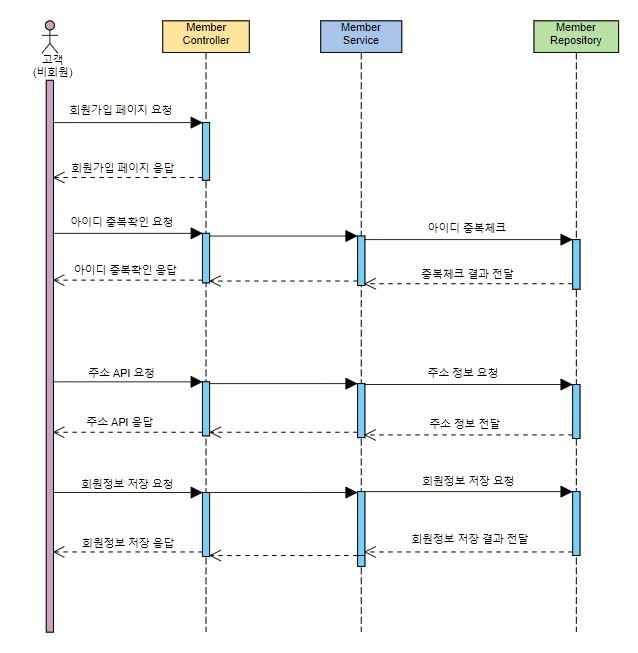 Member
Controller
Member
Service
Member
Repository
고객
(비회원)
회원가입 페이지 요청
회원가입 페이지 응답
아이디 중복확인 요청
아이디 중복체크
아이디 중복확인 응답
중복체크 결과 전달
주소 API 요청
주소 정보 요청
주소 API 응답
주소 정보 전달
회원정보 저장 요청
회원정보 저장 요청
회원정보 저장 응답
회원정보 저장 결과 전달